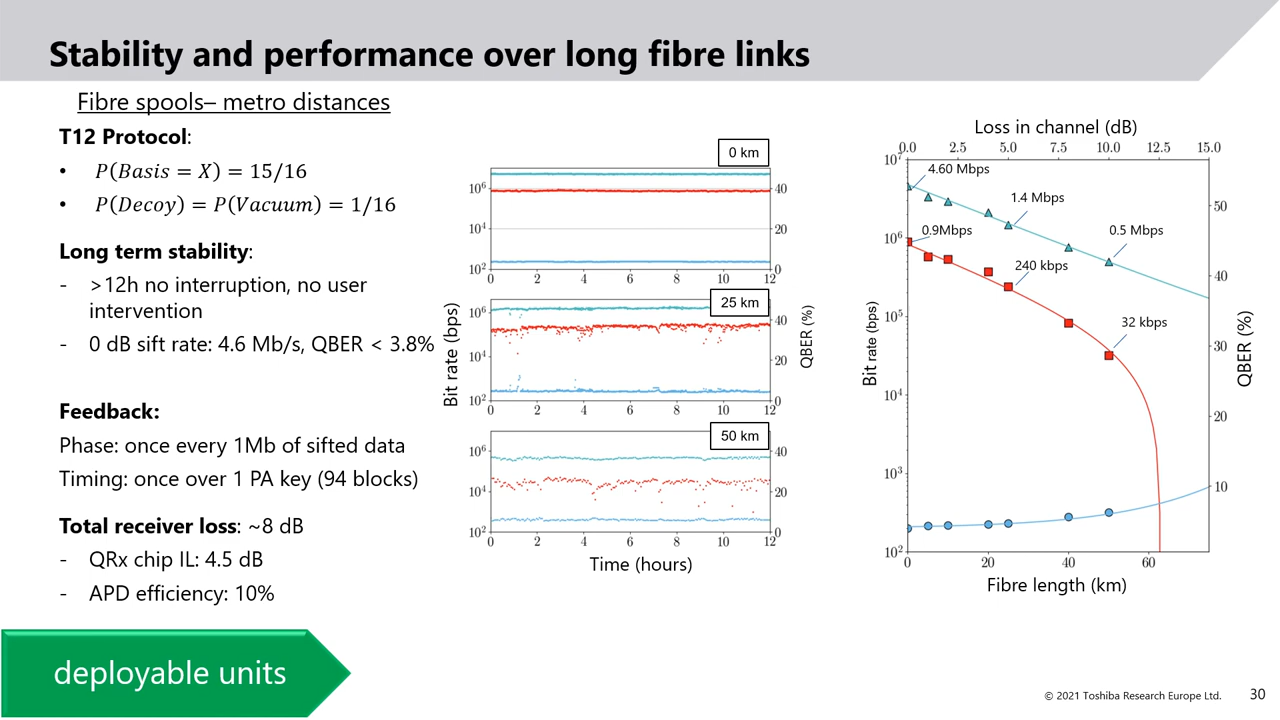 Stability and performance over long fibre links
Fibre spools– metro distances
T12 Protocol:
• P(Basis = X) = 15/16
• P(Decoy) = P(Vacuum) = 1/16
Long term stability:
- >12h no interruption, no user
intervention
- 0 dB sift rate: 4.6 Mb/s, QBER < 3.8%
Feedback:
Phase: once every 1Mb of sifted data
Timing: once over 1 PA key (94 blocks)
Total receiver loss: ~8 dB
- QRx chip IL: 4.5 dB
- APD efficiency: 10%
deployable units
Bit rate (bps)
0 km
10⁶
10⁴
10²
40
20
0
0 2 4 6 8 10 12
25 km
10⁶
10⁴
10²
40
20
0
0 2 4 6 8 10 12
50 km
10⁶
10⁴
10²
40
20
0
0 2 4 6 8 10 12
Time (hours)
QBER (%)
Loss in channel (dB)
0.0 2.5 5.0 7.5 10.0 12.5 15.0
10⁷
10⁶
10⁵
10⁴
10³
10²
Bit rate (bps)
4.60 Mbps
1.4 Mbps
0.5 Mbps
0.9Mbps
240 kbps
32 kbps
50
40
30
20
10
QBER (%)
0 20 40 60
Fibre length (km)
© 2021 Toshiba Research Europe Ltd. 30